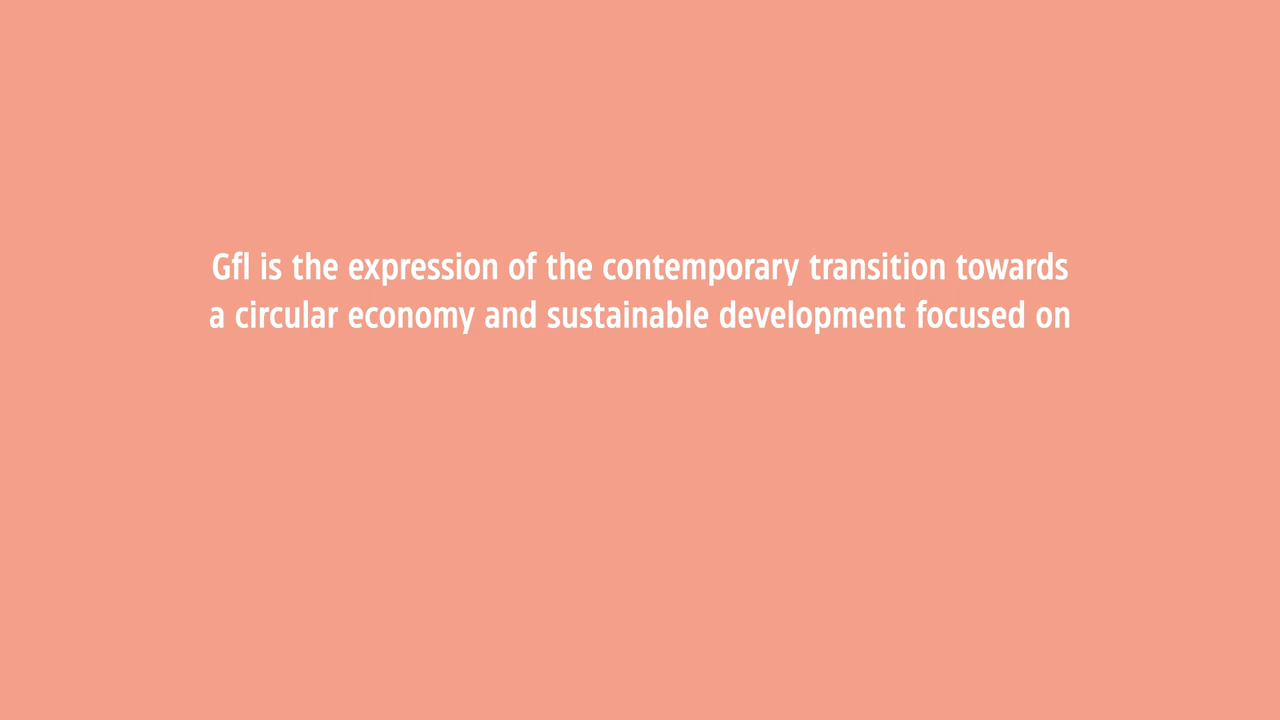 Gfl is the expression of the contemporary transition towards
a circular economy and sustainable development focused on